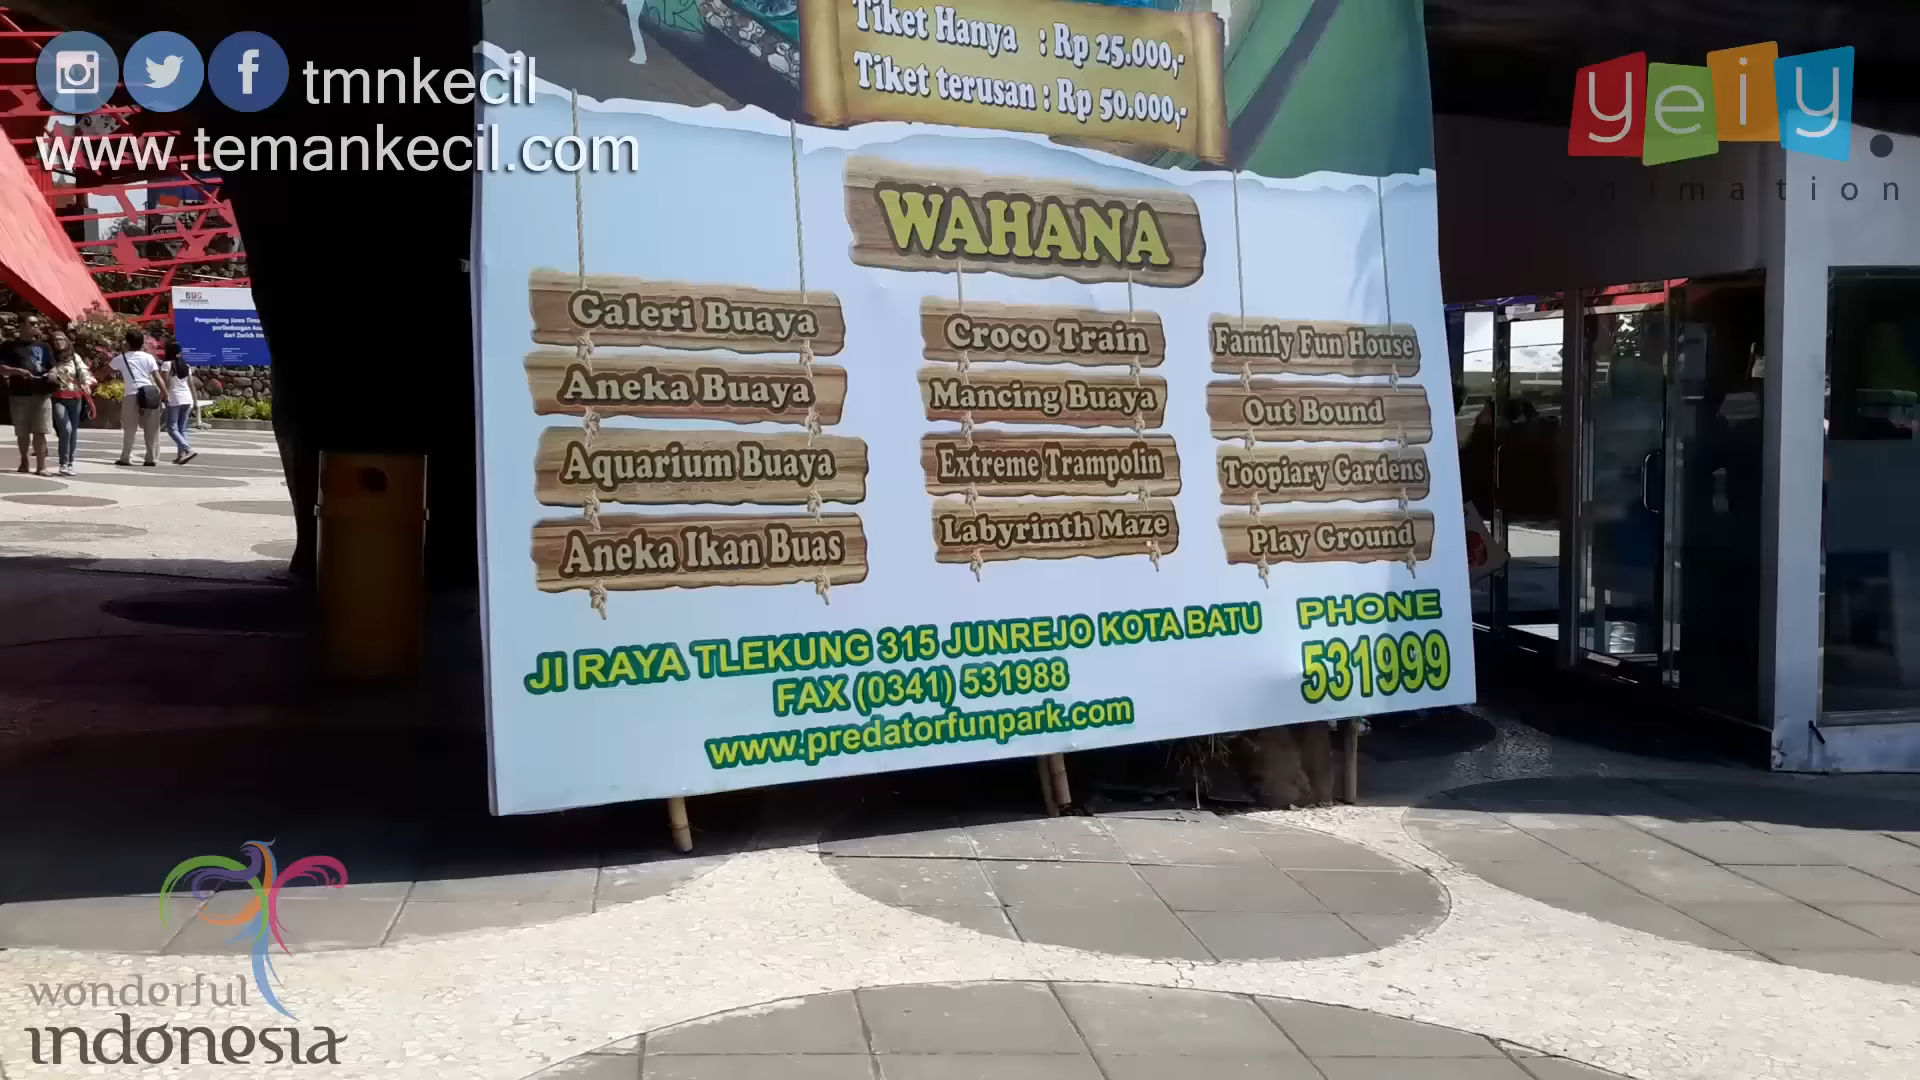 tmnkecil
www.temankecil.com
yeiy
animation
Tiket Hanya : Rp 25.000,-
Tiket terusan : Rp 50.000,-
WAHANA
Galeri Buaya
Aneka Buaya
Aquarium Buaya
Aneka Ikan Buas
Croco Train
Mancing Buaya
Extreme Trampolin
Labyrinth Maze
Family Fun House
Out Bound
Toopiary Gardens
Play Ground
Jl RAYA TLEKUNG 315 JUNREJO KOTA BATU
FAX (0341) 531988
www.predatorfunpark.com
PHONE
531999
wonderful
indonesia